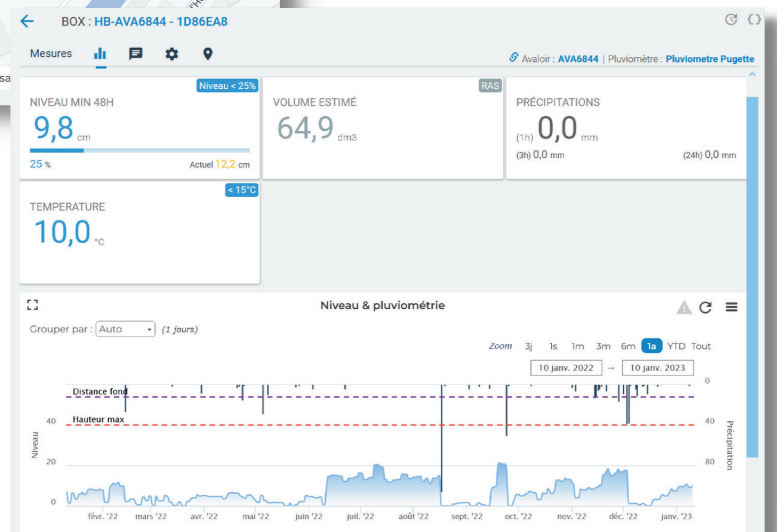 BOX : HB-AVA6844 - 1D86EA8
Mesures
Avaloir : AVA6844 | Pluviomètre : Pluviometre Pugette
Niveau < 25%
NIVEAU MIN 48H
9,8 cm
25 %
Actuel 12,2 cm
RAS
VOLUME ESTIMÉ
64,9 dm3
PRÉCIPITATIONS
(1h) 0,0 mm
(3h) 0,0 mm
(24h) 0,0 mm
< 15°C
TEMPERATURE
10,0 °C
Niveau & pluviométrie
Grouper par : Auto (1 jours)
Zoom 3j 1s 1m 3m 6m 1a YTD Tout
10 janv. 2022 → 10 janv. 2023
Distance fond
Hauteur max
Niveau
40
20
0
0
40
80
Précipitation
févr. '22 mars '22 avr. '22 mai '22 juin '22 juil. '22 août '22 sept. '22 oct. '22 nov. '22 déc. '22 janv. '23